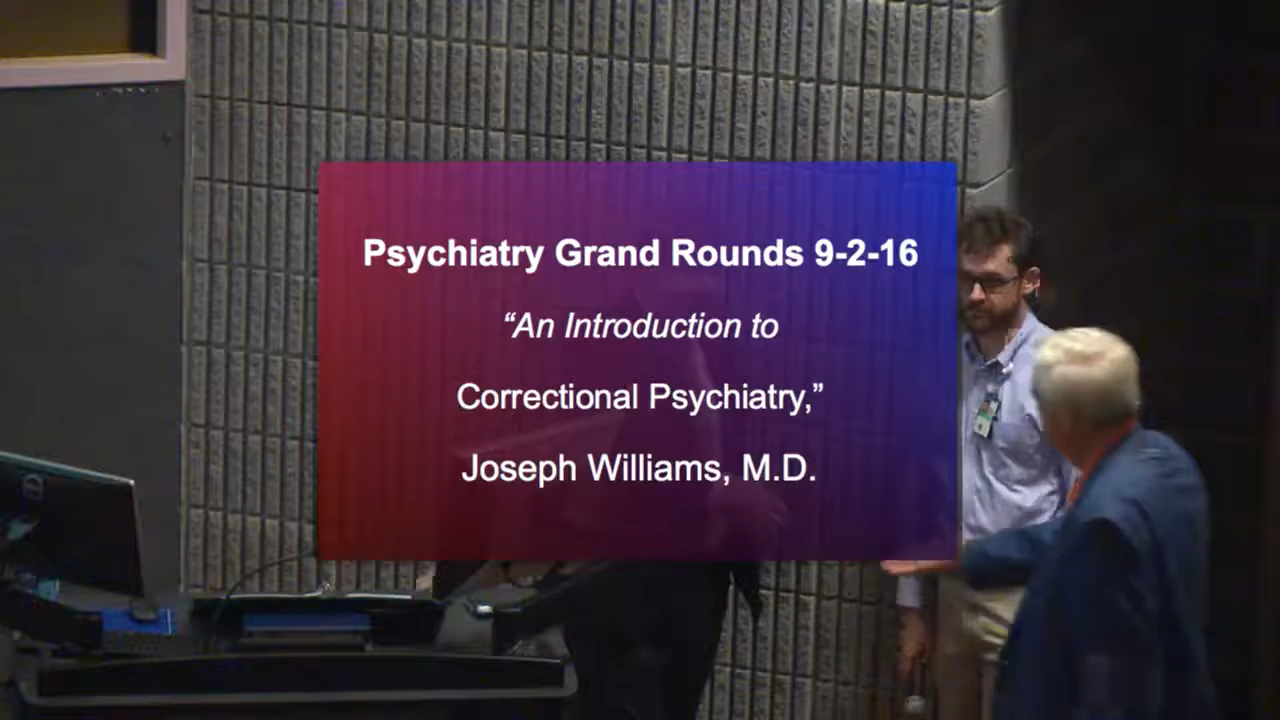 Psychiatry Grand Rounds 9-2-16
“An Introduction to
Correctional Psychiatry,”
Joseph Williams, M.D.